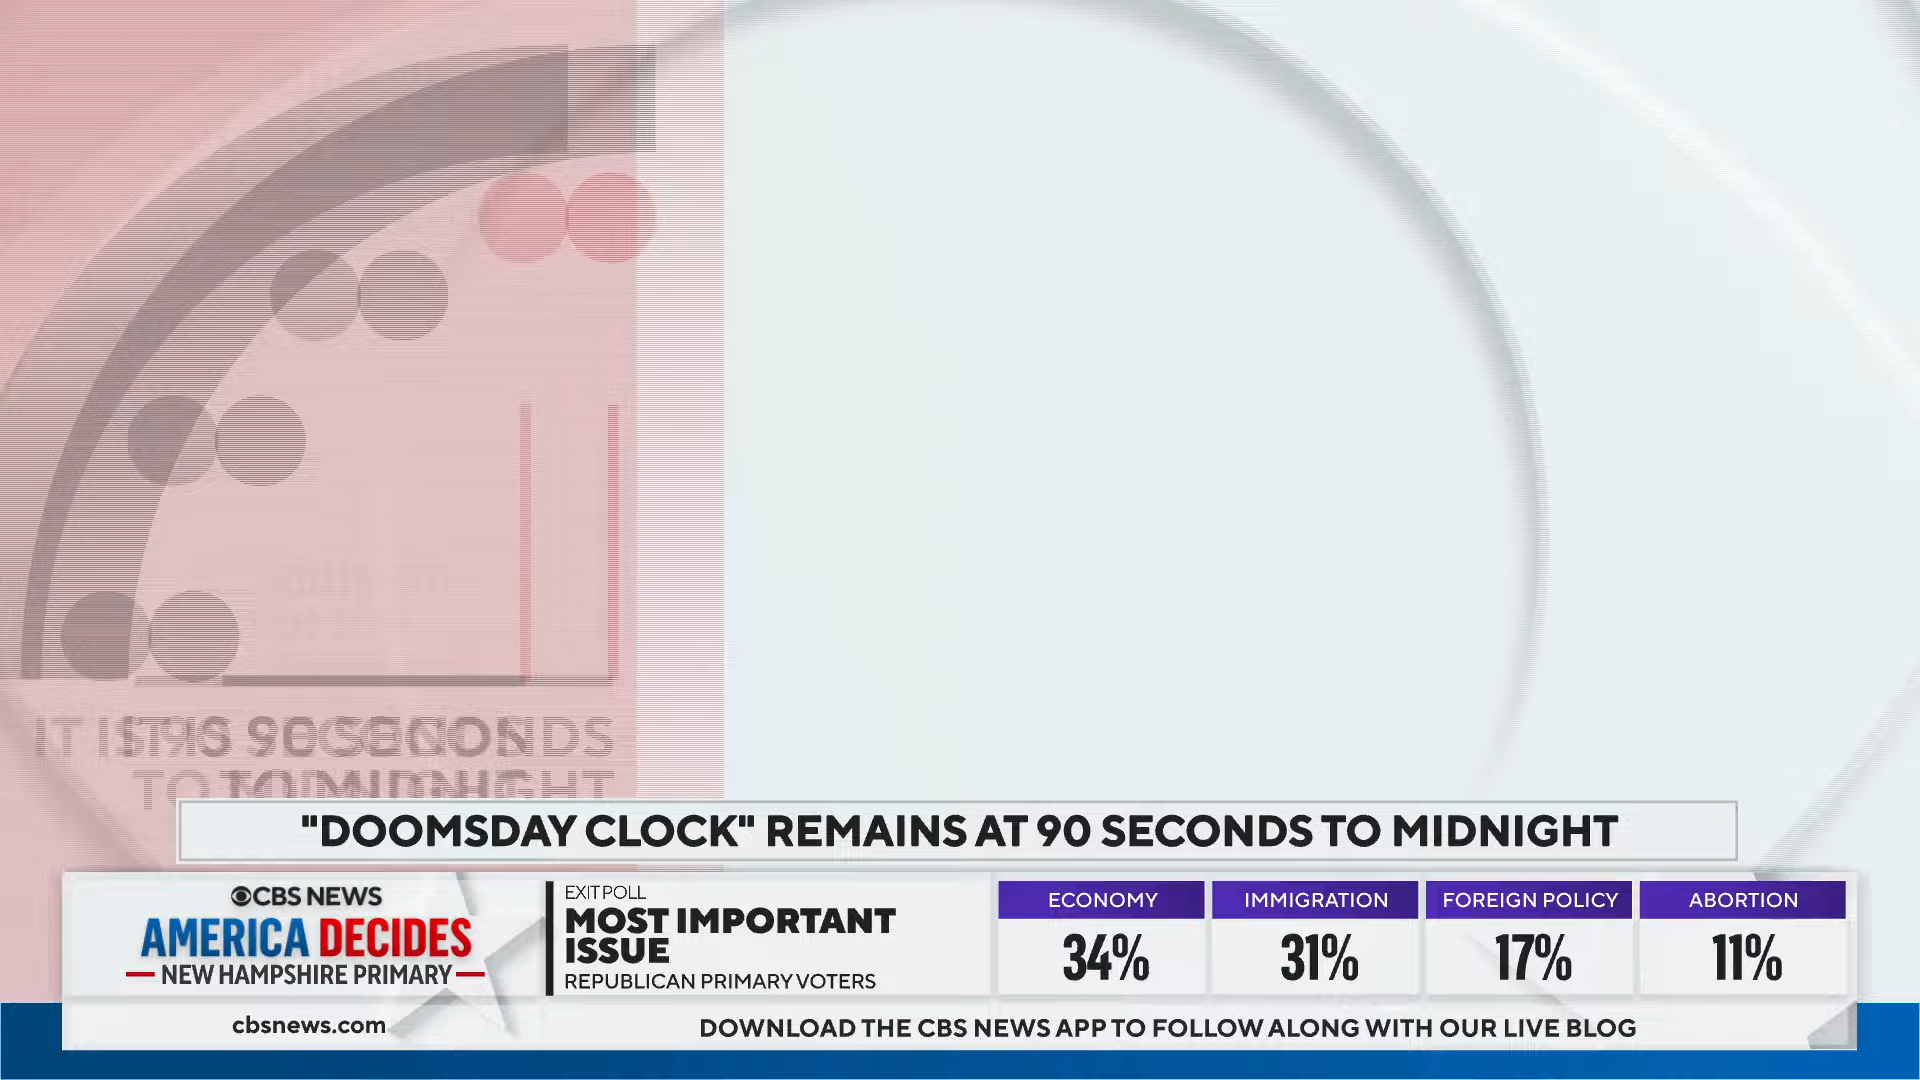 IT IS 90 SECONDS
TO MIDNIGHT
"DOOMSDAY CLOCK" REMAINS AT 90 SECONDS TO MIDNIGHT
CBS NEWS
AMERICA DECIDES
NEW HAMPSHIRE PRIMARY
cbsnews.com
EXIT POLL
MOST IMPORTANT
ISSUE
REPUBLICAN PRIMARY VOTERS
ECONOMY
34%
IMMIGRATION
31%
FOREIGN POLICY
17%
ABORTION
11%
DOWNLOAD THE CBS NEWS APP TO FOLLOW ALONG WITH OUR LIVE BLOG